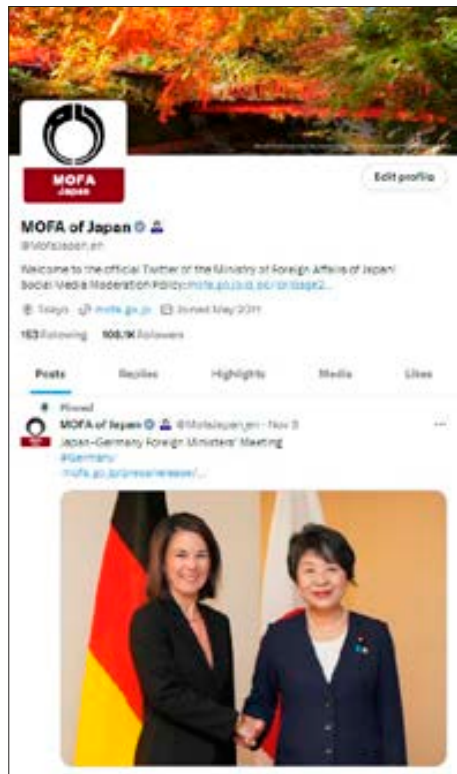 MOFA
Japan
Edit profile
MOFA of Japan
@MofaJapan_en
Welcome to the official Twitter of the Ministry of Foreign Affairs of Japan!
Social Media Moderation Policy:
Tokyo mofa.go.jp Joined May 2011
153 Following 108.1K Followers
Posts Replies Highlights Media Likes
Pinned
MOFA of Japan @MofaJapan_en · Nov 3
Japan-Germany Foreign Ministers' Meeting
#Germany
mofa.go.jp/press/release/...